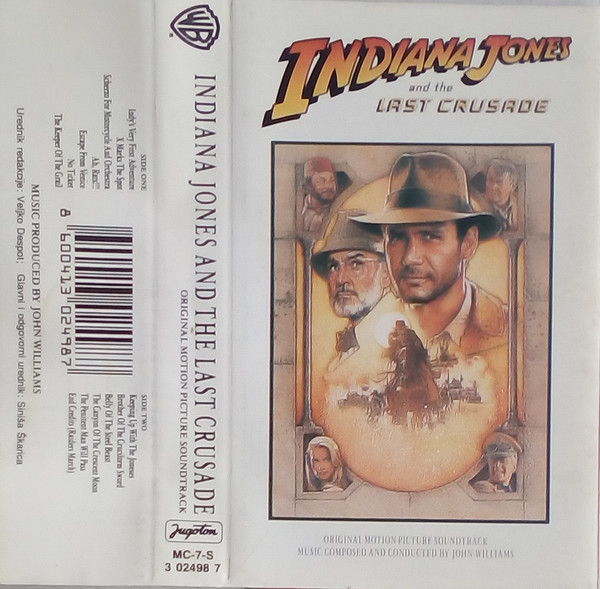 INDIANA JONES
and the
LAST CRUSADE
ORIGINAL MOTION PICTURE SOUNDTRACK
MUSIC COMPOSED AND CONDUCTED BY JOHN WILLIAMS
WB
INDIANA JONES AND THE LAST CRUSADE
ORIGINAL MOTION PICTURE SOUNDTRACK
Jugoton
MC-7-S
3 02498 7
SIDE ONE
Indy's Very First Adventure
X Marks The Spot
Scherzo For Motorcycle And Orchestra
Ah, Rats!!!
Escape From Venice
No Ticket
The Keeper Of The Grail
8 600413 024987
SIDE TWO
Keeping Up With The Joneses
Brother Of The Cruciform Sword
Belly Of The Steel Beast
The Canyon Of The Crescent Moon
The Penitent Man Will Pass
End Credits (Raiders March)
MUSIC PRODUCED BY JOHN WILLIAMS
Urednik redakcije: Veljko Despot; Glavni i odgovorni urednik: Siniša Škarica